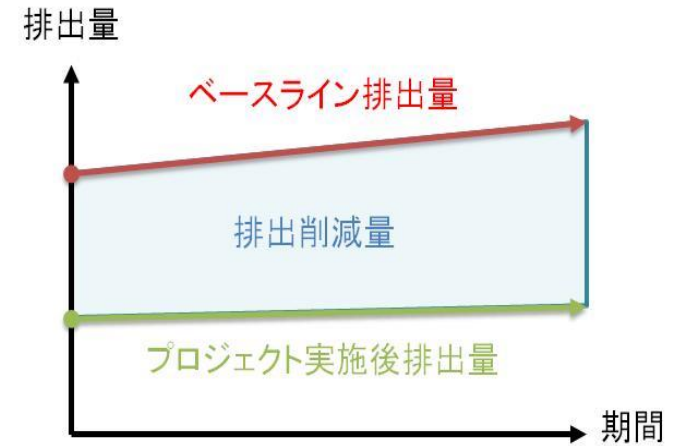 排出量
ベースライン排出量
排出削減量
プロジェクト実施後排出量
期間